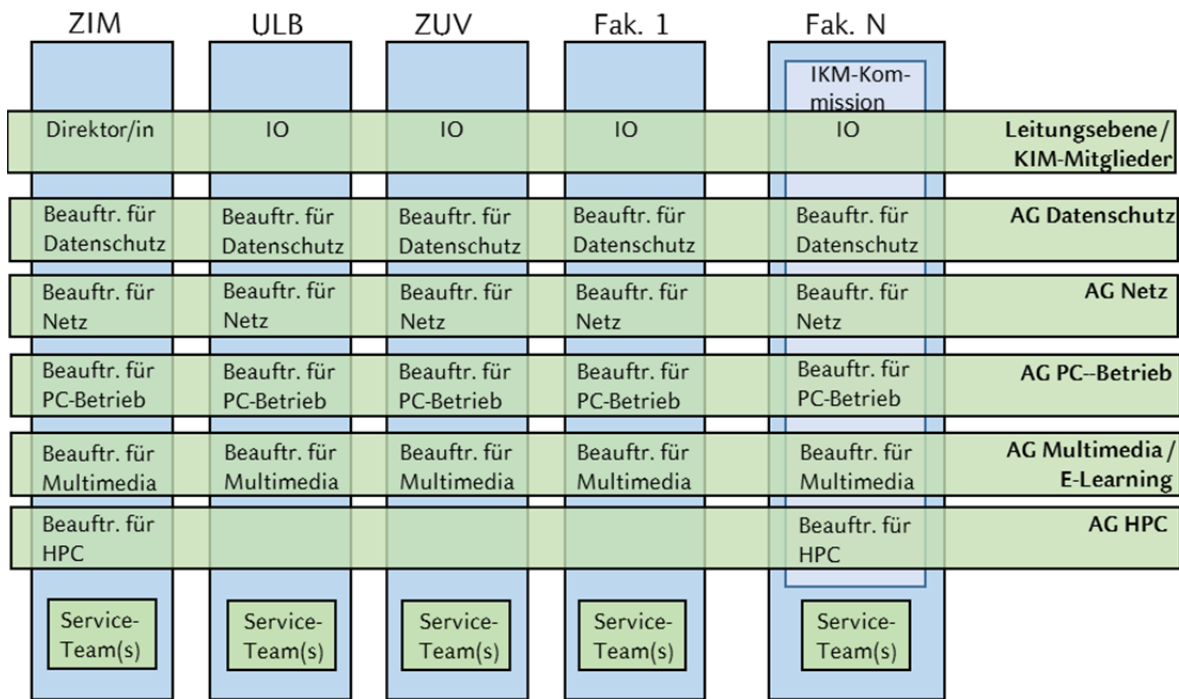 ZIM ULB ZUV Fak. 1 Fak. N
IKM-Kom-
mission
Direktor/in IO IO IO IO Leitungsebene/
KIM-Mitglieder
Beauftr. für Beauftr. für Beauftr. für Beauftr. für Beauftr. für AG Datenschutz
Datenschutz Datenschutz Datenschutz Datenschutz Datenschutz
Beauftr. für Beauftr. für Beauftr. für Beauftr. für Beauftr. für AG Netz
Netz Netz Netz Netz Netz
Beauftr. für Beauftr. für Beauftr. für Beauftr. für Beauftr. für AG PC--Betrieb
PC-Betrieb PC-Betrieb PC-Betrieb PC-Betrieb PC-Betrieb
Beauftr. für Beauftr. für Beauftr. für Beauftr. für Beauftr. für AG Multimedia/
Multimedia Multimedia Multimedia Multimedia Multimedia E-Learning
Beauftr. für Beauftr. für AG HPC
HPC HPC
Service- Service- Service- Service- Service-
Team(s) Team(s) Team(s) Team(s) Team(s)